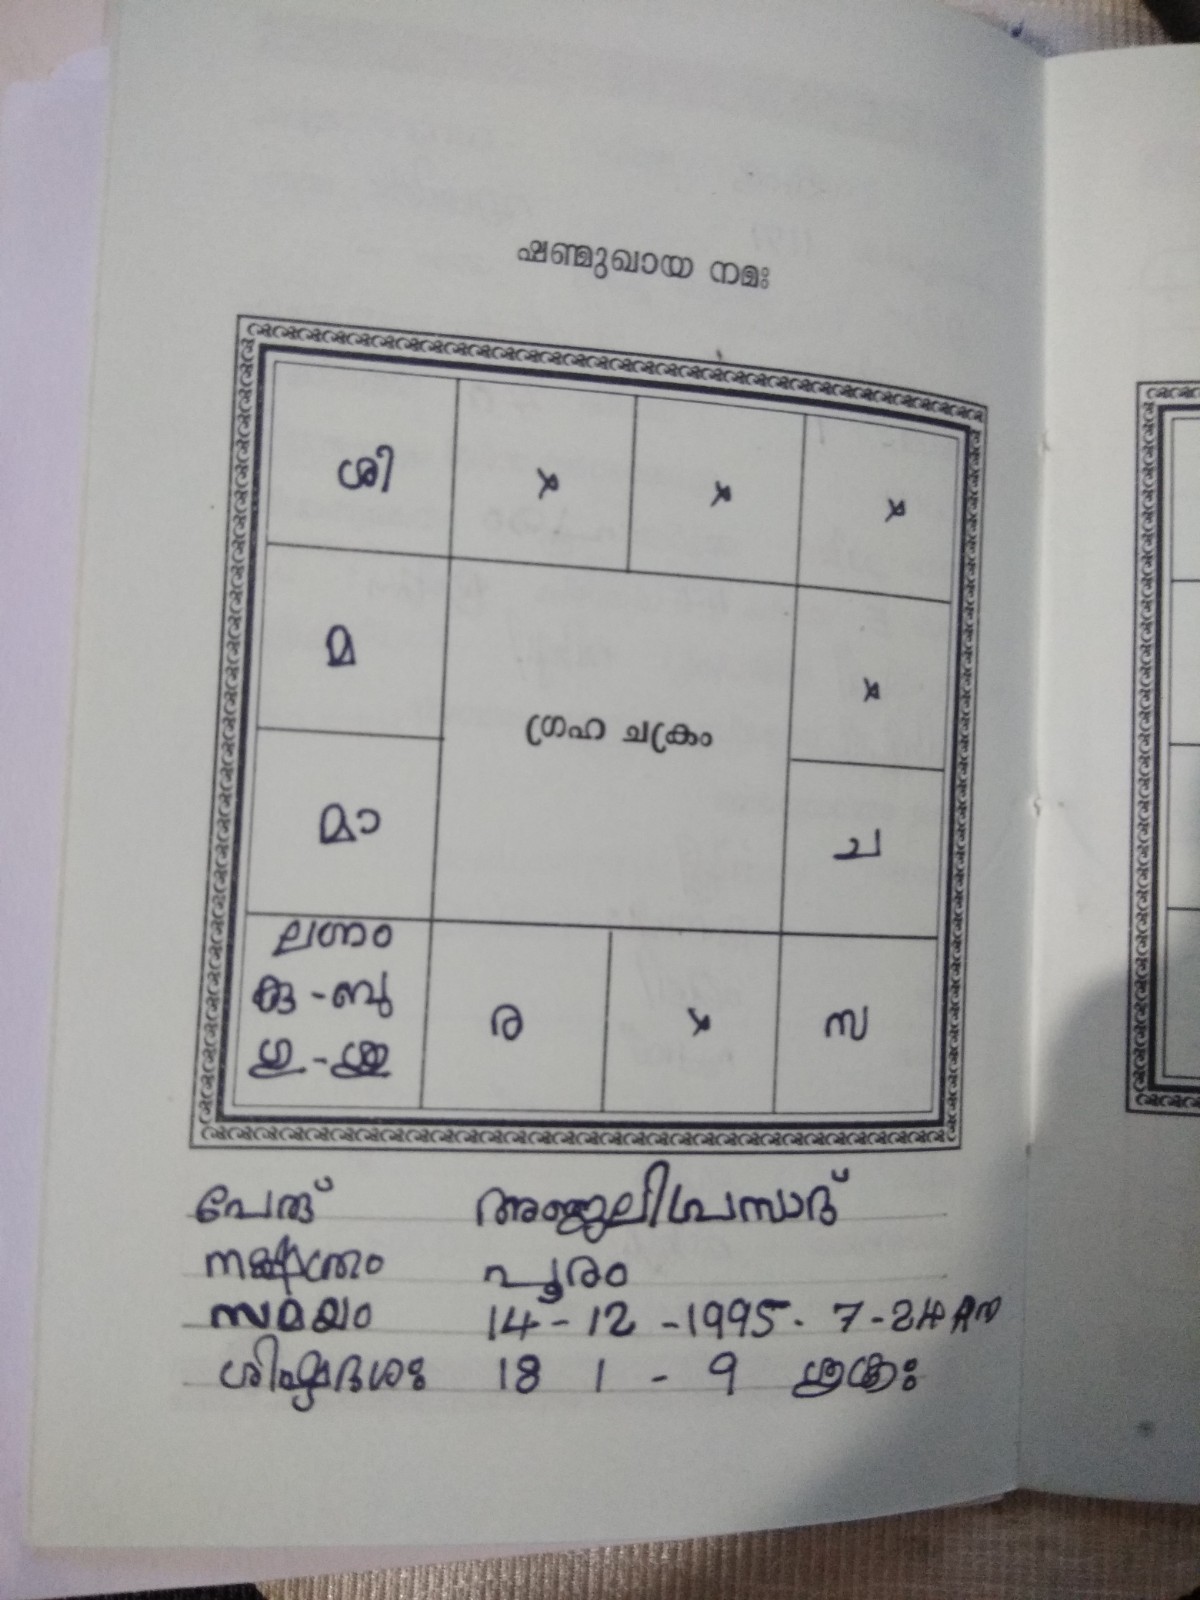 ഷണ്മുഖായ നമഃ
ശി x x x
മ x
ഗ്രഹ ചക്രം
മാ ച
ലഗ്നം
കു - ബു ര x സ
ഗു - ശു
പേര് അഞ്ജലിപ്രസാദ്
നക്ഷത്രം പൂരം
സമയം 14 - 12 - 1995 - 7 - 24 AM
ശിഷ്ടദശഃ 18 1 - 9 ശുക്രഃ